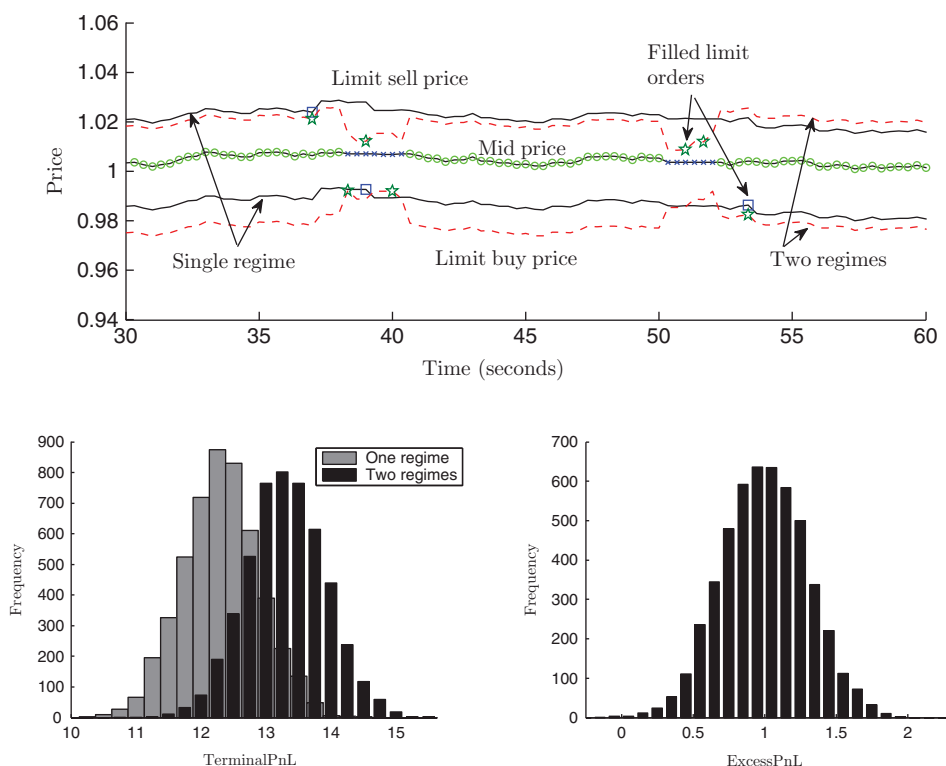 1.06
1.04
1.02
1
0.98
0.96
0.94
Price
Limit sell price
Filled limit
orders
Mid price
Single regime
Limit buy price
Two regimes
30
35
40
45
50
55
60
Time (seconds)
900
800
700
600
500
400
300
200
100
0
Frequency
One regime
Two regimes
10
11
12
13
14
15
TerminalPnL
700
600
500
400
300
200
100
0
Frequency
0
0.5
1
1.5
2
ExcessPnL